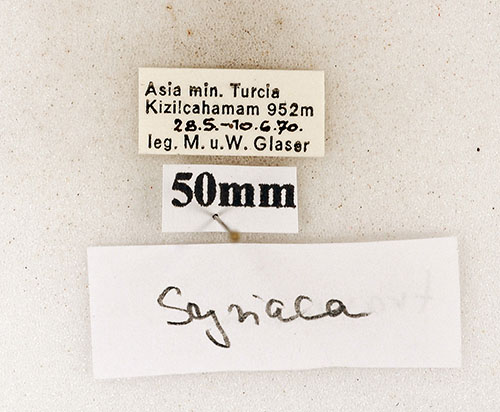 Asia min. Turcia
Kizilcahamam 952m
28.5.-10.6.70.
leg. M. u. W. Glaser
50mm
Syriaca